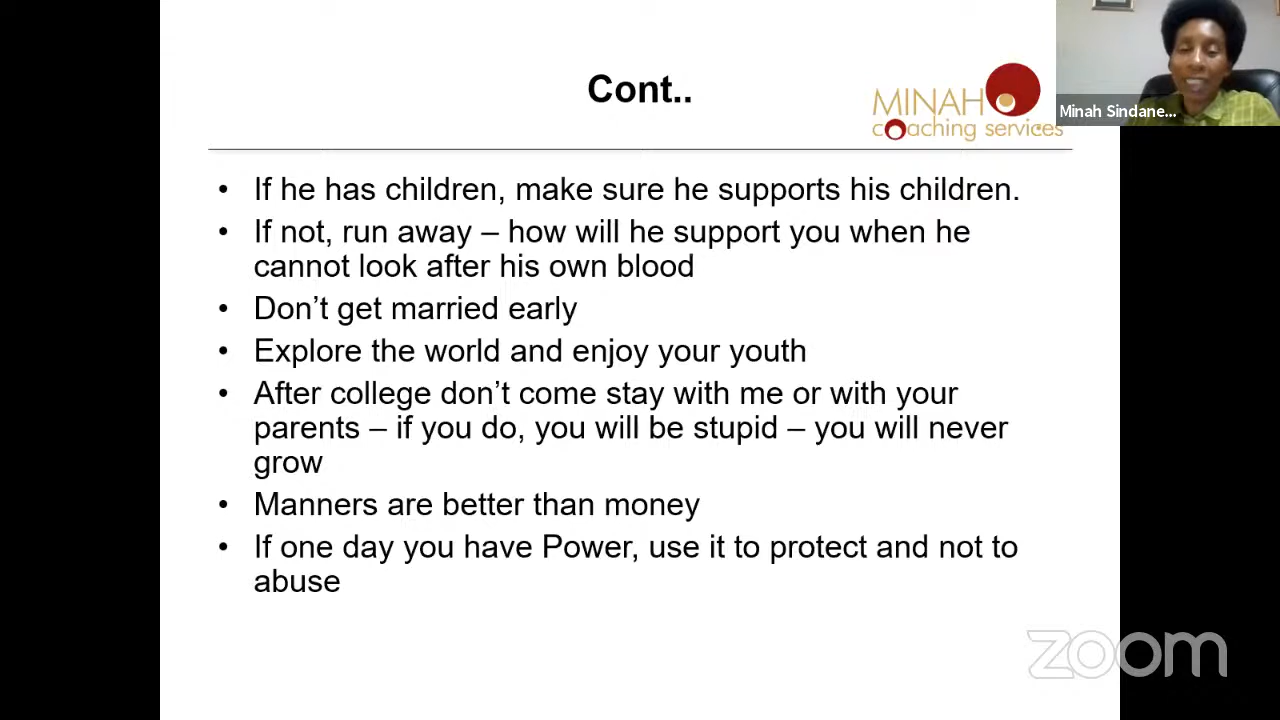 Cont..
MINAH
coaching services
Minah Sindane...
• If he has children, make sure he supports his children.
• If not, run away – how will he support you when he
cannot look after his own blood
• Don’t get married early
• Explore the world and enjoy your youth
• After college don’t come stay with me or with your
parents – if you do, you will be stupid – you will never
grow
• Manners are better than money
• If one day you have Power, use it to protect and not to
abuse
zoom